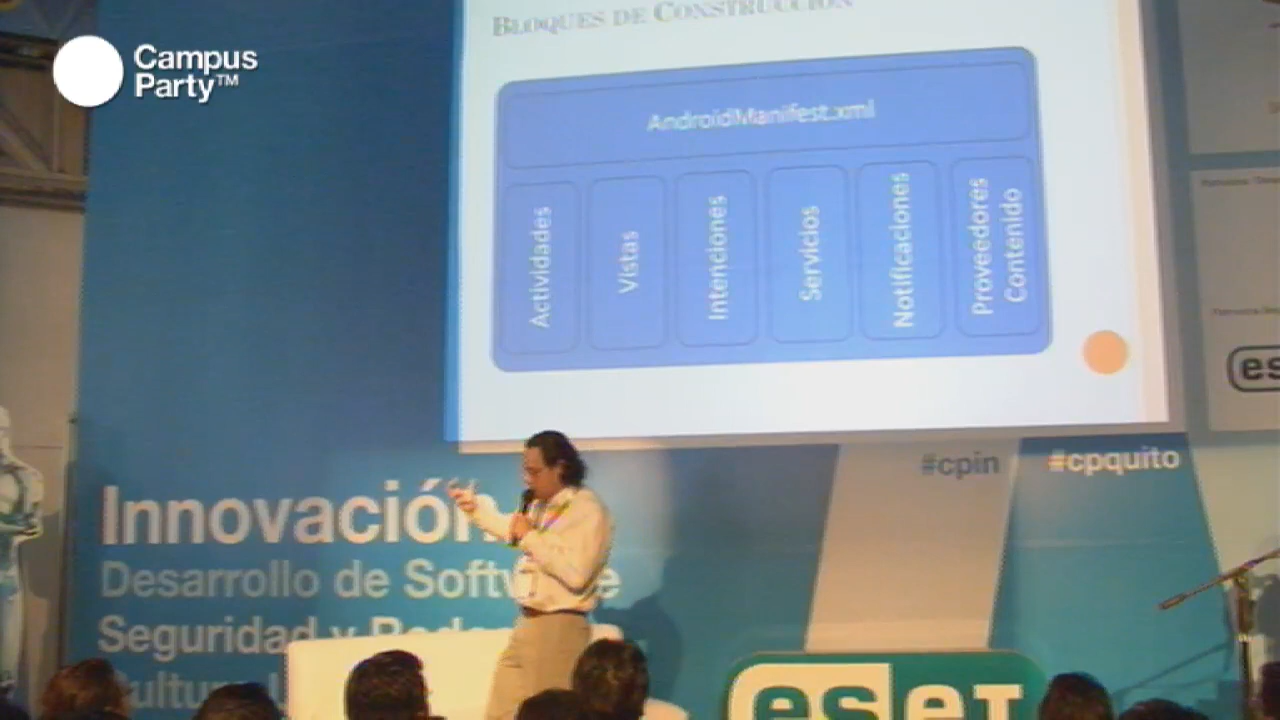 Campus
Party™
BLOQUES DE CONSTRUCCIÓN
AndroidManifest.xml
Actividades
Vistas
Intenciones
Servicios
Notificaciones
Proveedores
Contenido
#cpin #cpquito
Innovación
Desarrollo de Software
Seguridad y
eset